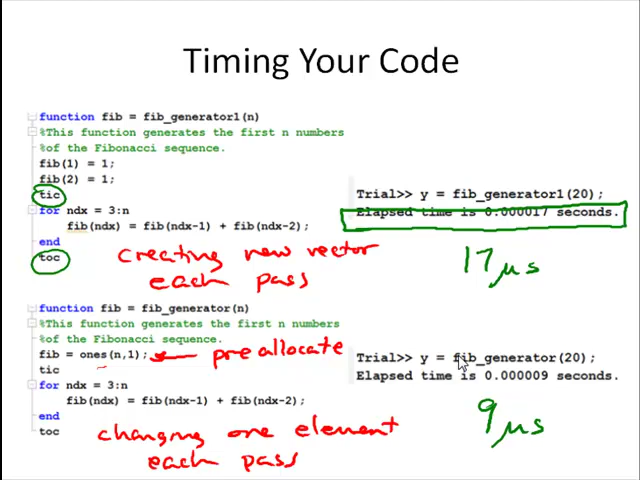 Timing Your Code
function fib = fib_generator1(n)
%This function generates the first n numbers
%of the Fibonacci sequence.
fib(1) = 1;
fib(2) = 1;
tic
for ndx = 3:n
fib(ndx) = fib(ndx-1) + fib(ndx-2);
end
toc
Trial>> y = fib_generator1(20);
Elapsed time is 0.000017 seconds.
17 μs
creating new vector
each pass
function fib = fib_generator(n)
%This function generates the first n numbers
%of the Fibonacci sequence.
fib = ones(n,1);
preallocate
tic
for ndx = 3:n
fib(ndx) = fib(ndx-1) + fib(ndx-2);
end
toc
Trial>> y = fib_generator(20);
Elapsed time is 0.000009 seconds.
9 μs
changing one element
each pass